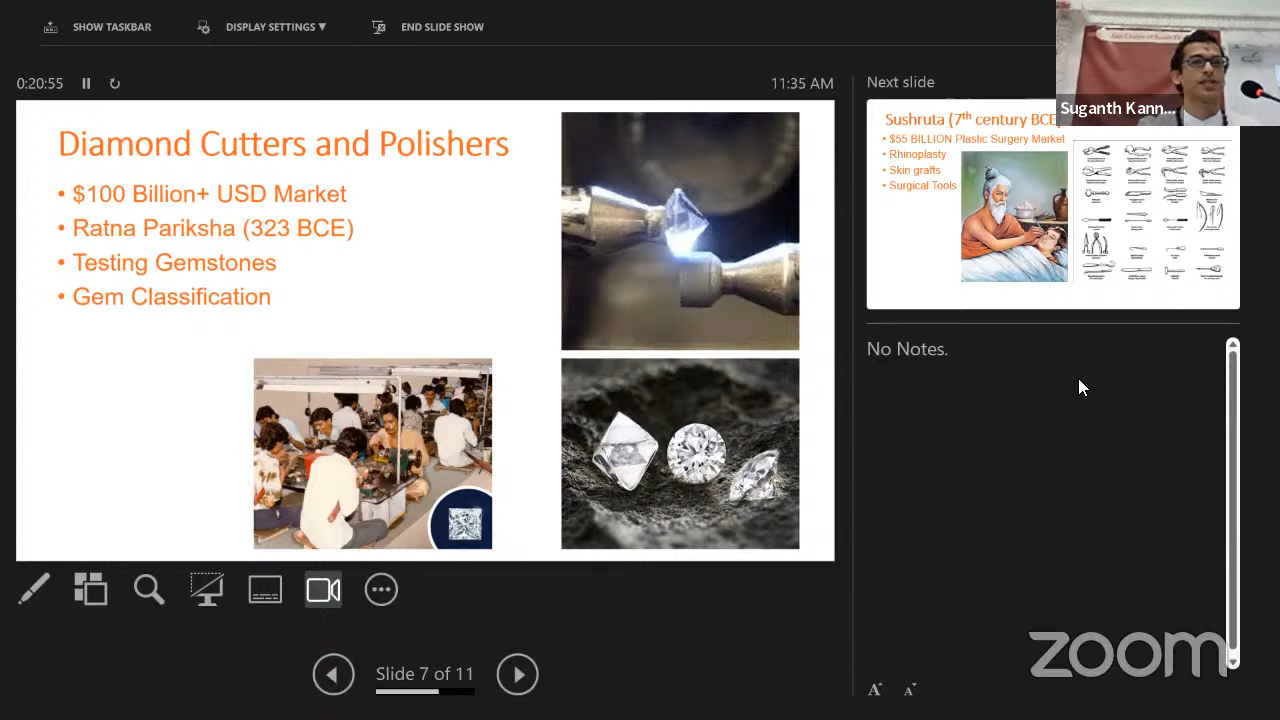 SHOW TASKBAR
DISPLAY SETTINGS ▼
END SLIDE SHOW
0:20:55
11:35 AM
Diamond Cutters and Polishers
• $100 Billion+ USD Market
• Ratna Pariksha (323 BCE)
• Testing Gemstones
• Gem Classification
Slide 7 of 11
Next slide
Suganth Kann...
Sushruta (7th century BCE)
• $55 BILLION Plastic Surgery Market
• Rhinoplasty
• Skin grafts
• Surgical Tools
No Notes.
zoom
A A